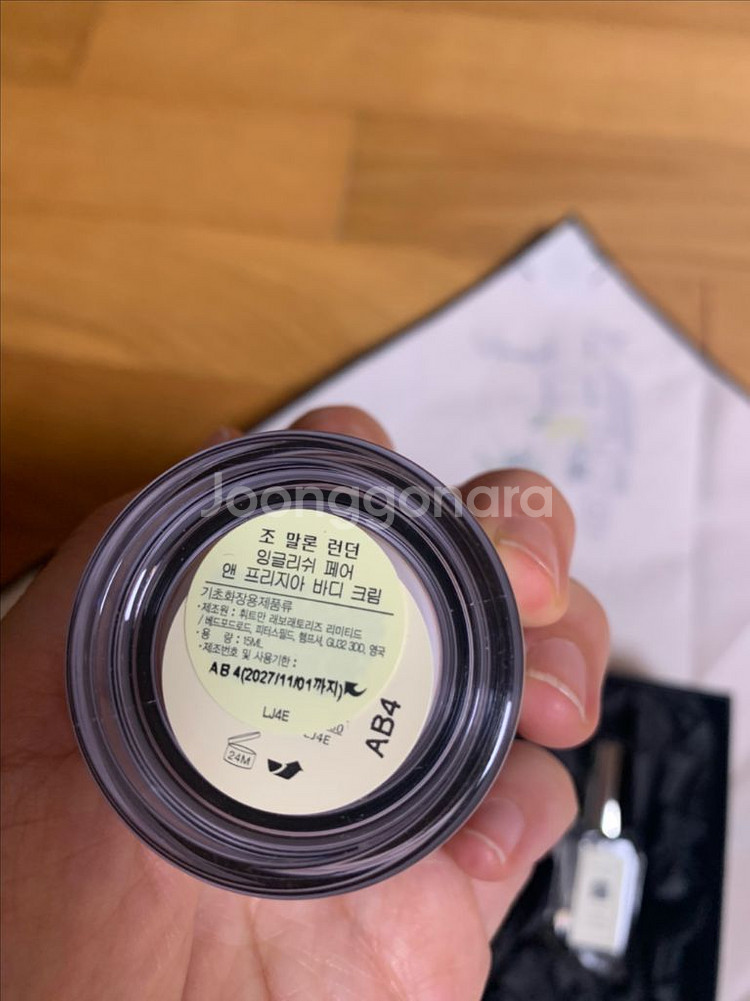 Joonggonara
조 말론 런던
잉글리쉬 페어
앤 프리지아 바디 크림
기초화장용제품류
·제조원 : 휘트만 래보래토리즈 리미티드
/ 베드포드로드, 피터스필드, 햄프셔, GU32 3DD, 영국
·용 량 : 15ML
·제조번호 및 사용기한 :
AB 4(2027/11/01까지)
LJ4E
LJ4E
AB4
24M